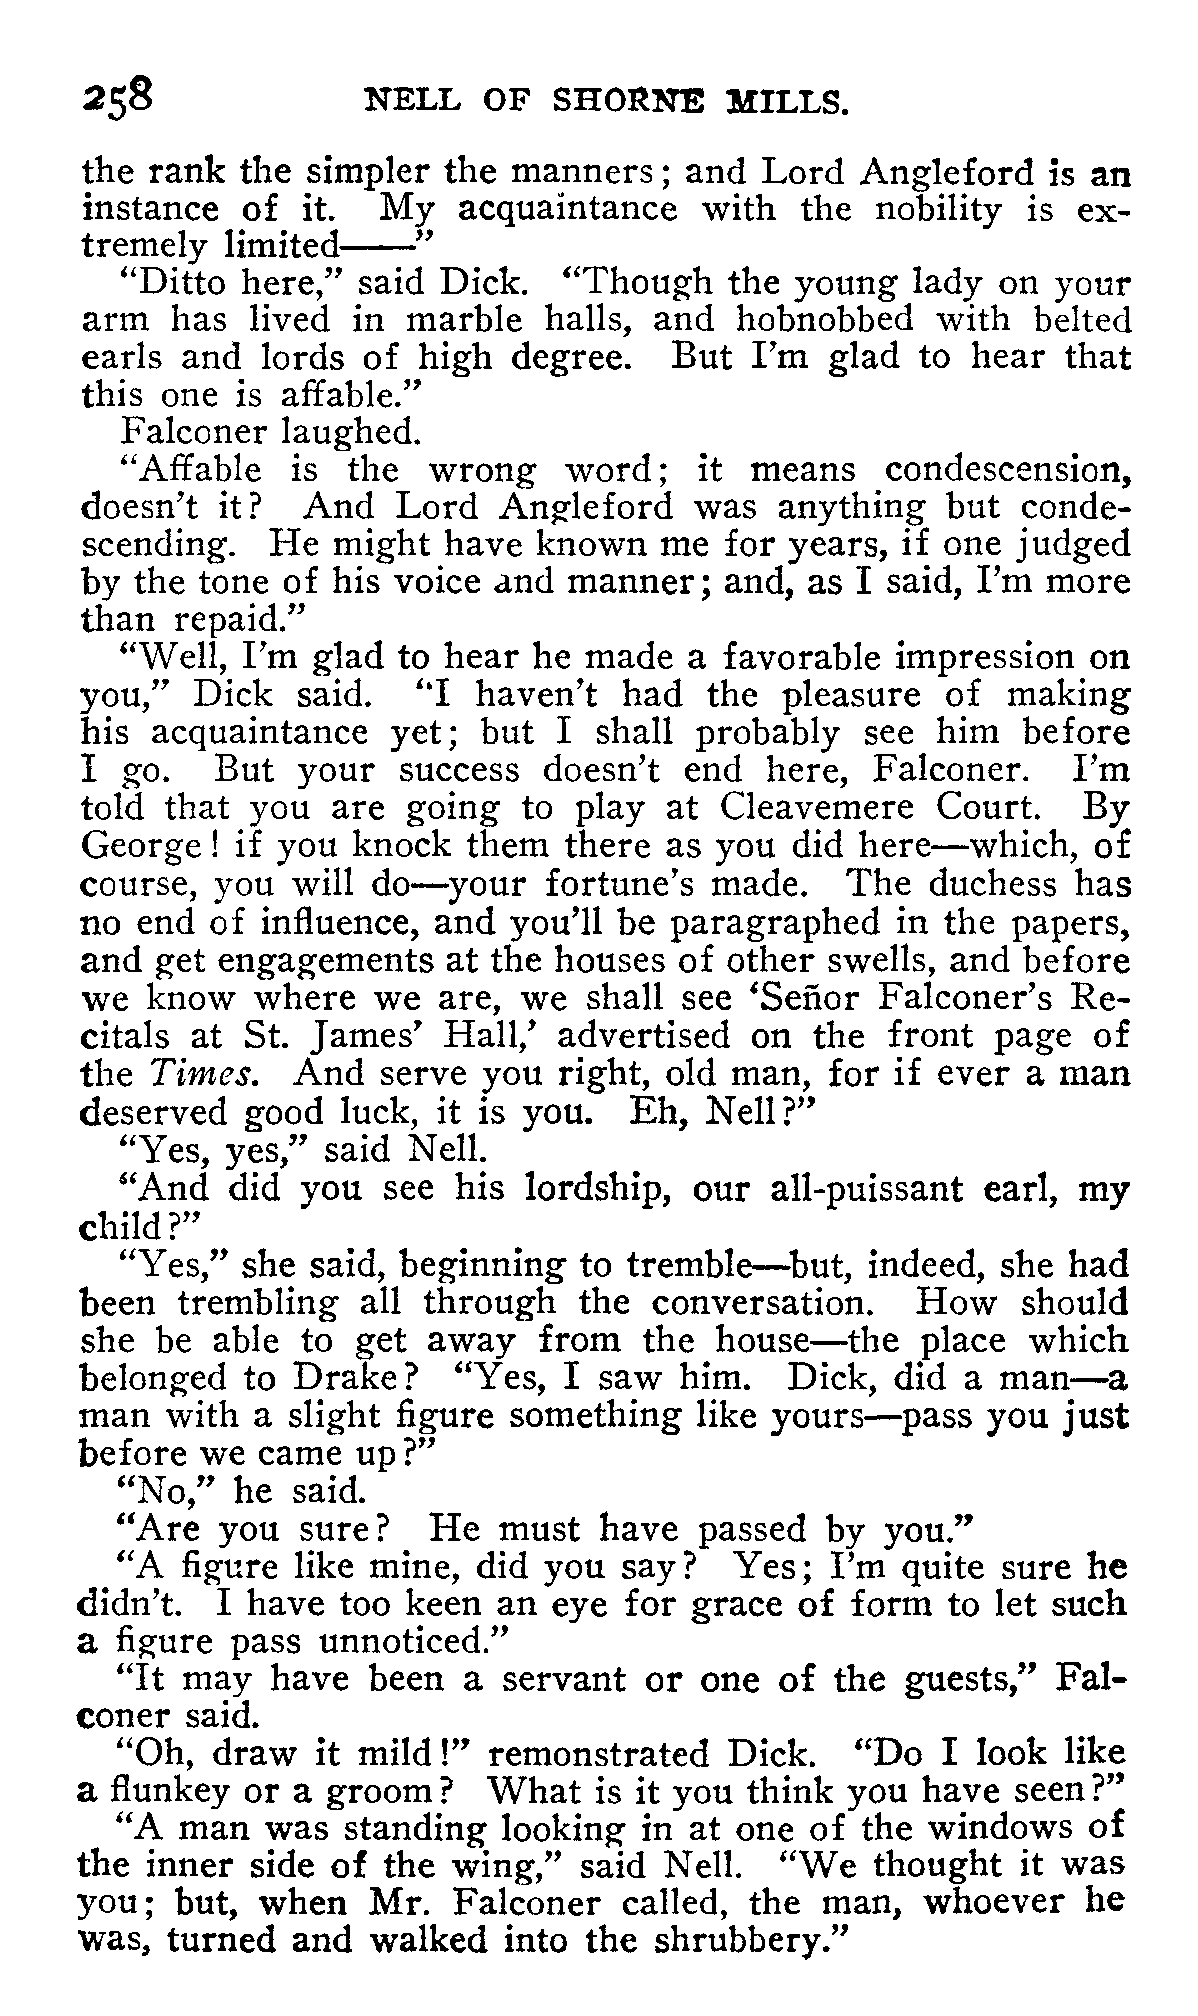 258 NELL OF SHORNE MILLS.
the rank the simpler the manners; and Lord Angleford is an
instance of it. My acquaintance with the nobility is ex-
tremely limited——”
“Ditto here,” said Dick. “Though the young lady on your
arm has lived in marble halls, and hobnobbed with belted
earls and lords of high degree. But I’m glad to hear that
this one is affable.”
Falconer laughed.
“Affable is the wrong word; it means condescension,
doesn’t it? And Lord Angleford was anything but conde-
scending. He might have known me for years, if one judged
by the tone of his voice and manner; and, as I said, I’m more
than repaid.”
“Well, I’m glad to hear he made a favorable impression on
you,” Dick said. “I haven’t had the pleasure of making
his acquaintance yet; but I shall probably see him before
I go. But your success doesn’t end here, Falconer. I’m
told that you are going to play at Cleavemere Court. By
George! if you knock them there as you did here—which, of
course, you will do—your fortune’s made. The duchess has
no end of influence, and you’ll be paragraphed in the papers,
and get engagements at the houses of other swells, and before
we know where we are, we shall see ‘Señor Falconer’s Re-
citals at St. James’ Hall,’ advertised on the front page of
the Times. And serve you right, old man, for if ever a man
deserved good luck, it is you. Eh, Nell?”
“Yes, yes,” said Nell.
“And did you see his lordship, our all-puissant earl, my
child?”
“Yes,” she said, beginning to tremble—but, indeed, she had
been trembling all through the conversation. How should
she be able to get away from the house—the place which
belonged to Drake? “Yes, I saw him. Dick, did a man—a
man with a slight figure something like yours—pass you just
before we came up?”
“No,” he said.
“Are you sure? He must have passed by you.”
“A figure like mine, did you say? Yes; I’m quite sure he
didn’t. I have too keen an eye for grace of form to let such
a figure pass unnoticed.”
“It may have been a servant or one of the guests,” Fal-
coner said.
“Oh, draw it mild!” remonstrated Dick. “Do I look like
a flunkey or a groom? What is it you think you have seen?”
“A man was standing looking in at one of the windows of
the inner side of the wing,” said Nell. “We thought it was
you; but, when Mr. Falconer called, the man, whoever he
was, turned and walked into the shrubbery.”